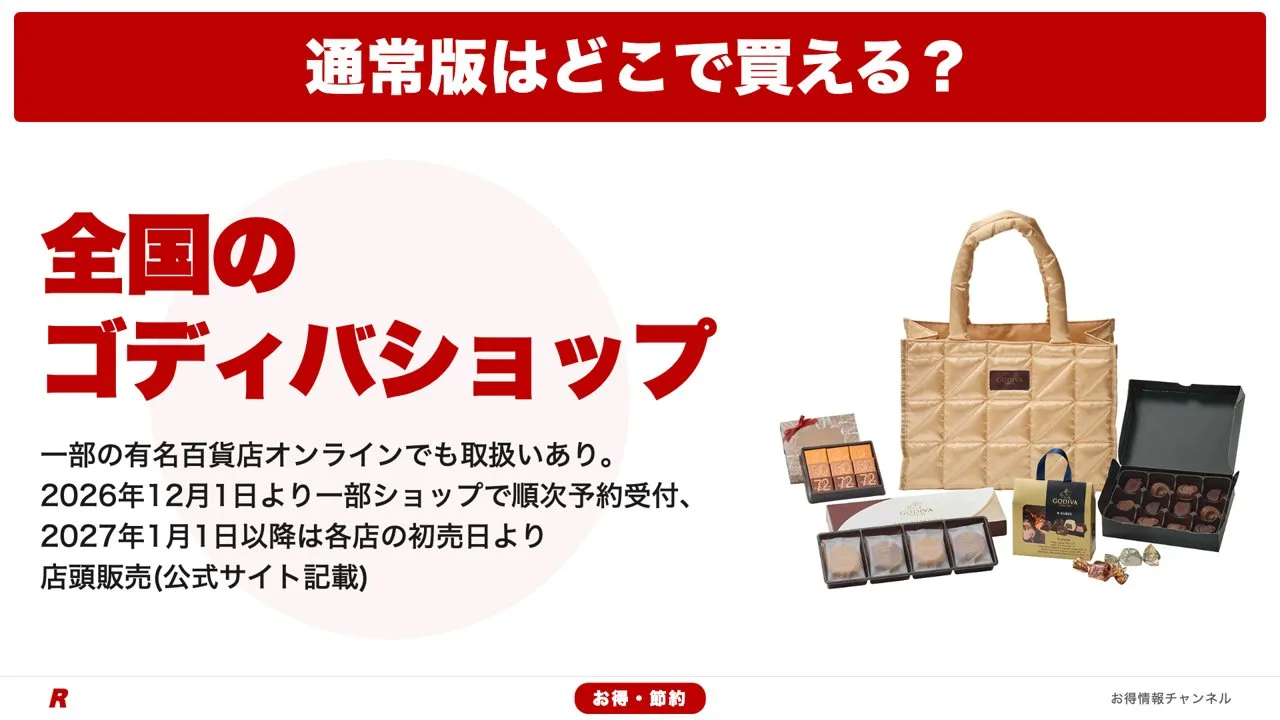 通常版はどこで買える？
全国の
ゴディバショップ
一部の有名百貨店オンラインでも取扱いあり。
2026年12月1日より一部ショップで順次予約受付、
2027年1月1日以降は各店の初売日より
店頭販売(公式サイト記載)
GODIVA
72
72
GODIVA
GODIVA
R
お得・節約
お得情報チャンネル